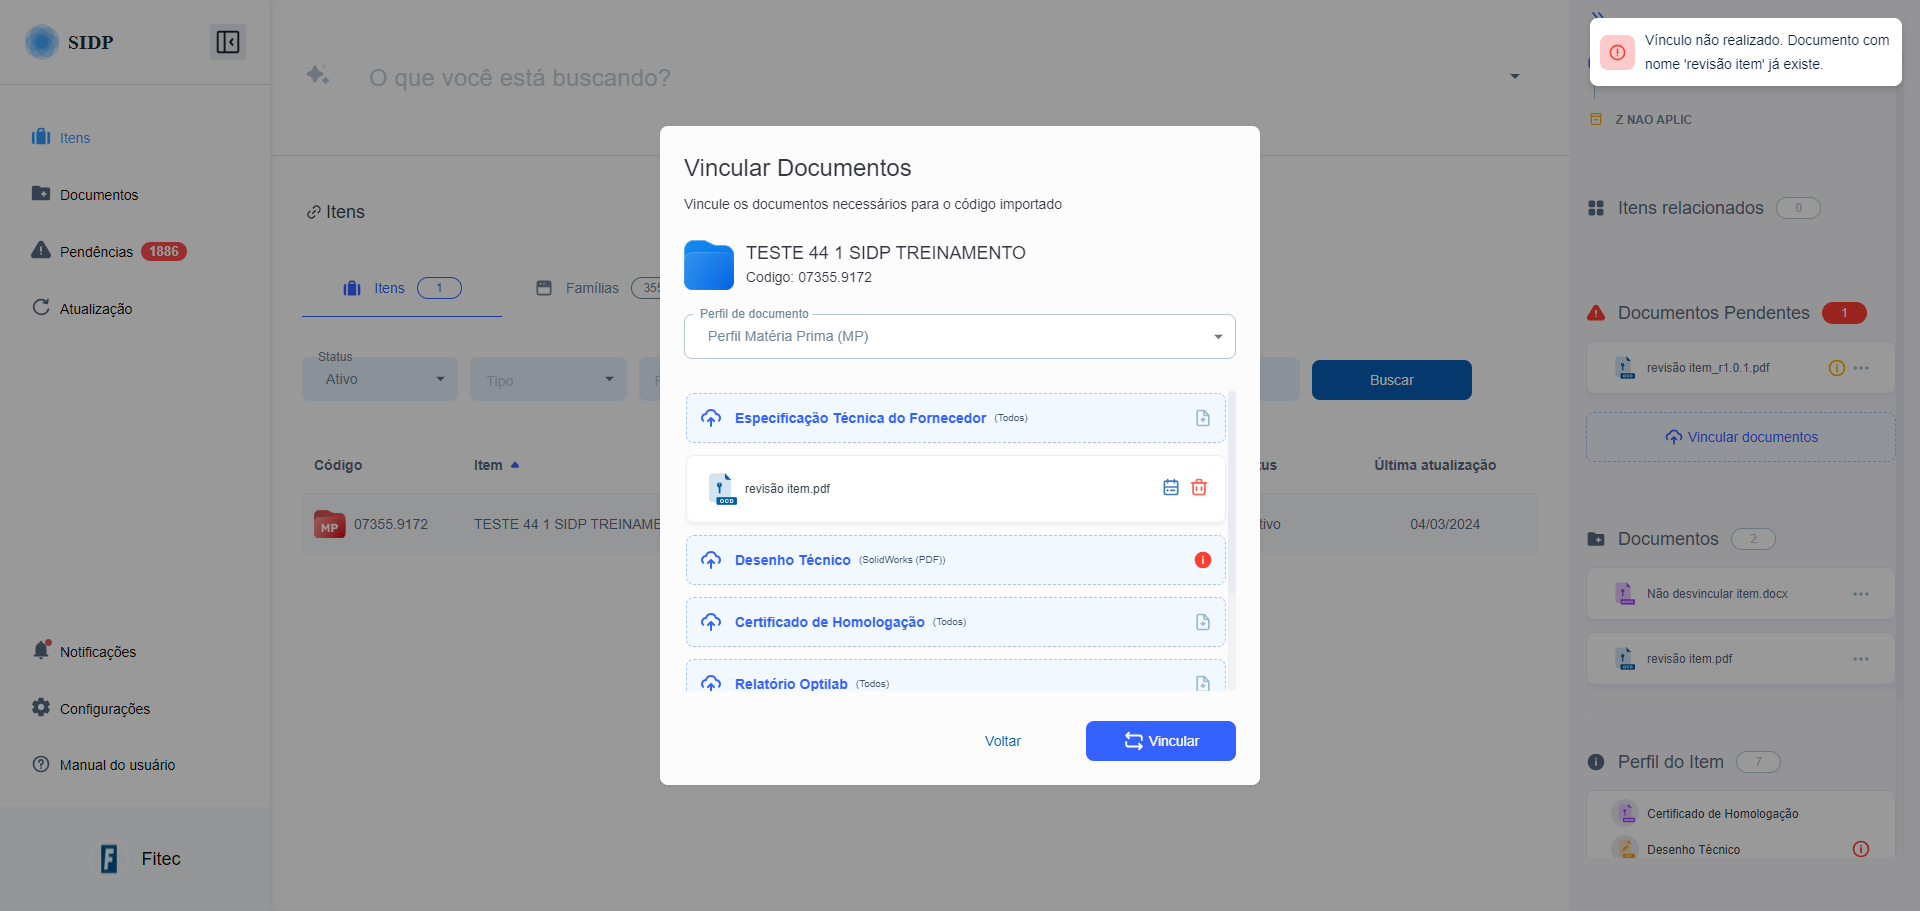 SIDP
Itens
Documentos
Pendências 1886
Atualização
Notificações
Configurações
Manual do usuário
Fitec
O que você está buscando?
Itens
Itens 1
Famílias
Status
Ativo
Tipo
Buscar
Código
Item
Última atualização
MP 07355.9172
TESTE 44 1 SIDP TREINAME
04/03/2024
Vincular Documentos
Vincule os documentos necessários para o código importado
TESTE 44 1 SIDP TREINAMENTO
Codigo: 07355.9172
Perfil de documento
Perfil Matéria Prima (MP)
Especificação Técnica do Fornecedor (Todos)
OCD revisão item.pdf
Desenho Técnico (SolidWorks (PDF))
Certificado de Homologação (Todos)
Relatório Optilab (Todos)
Voltar
Vincular
Vínculo não realizado. Documento com
nome 'revisão item' já existe.
Z NAO APLIC
Itens relacionados 0
Documentos Pendentes 1
revisão item_r1.0.1.pdf
Vincular documentos
Documentos 2
Não desvincular item.docx
revisão item.pdf
Perfil do Item 7
Certificado de Homologação
Desenho Técnico